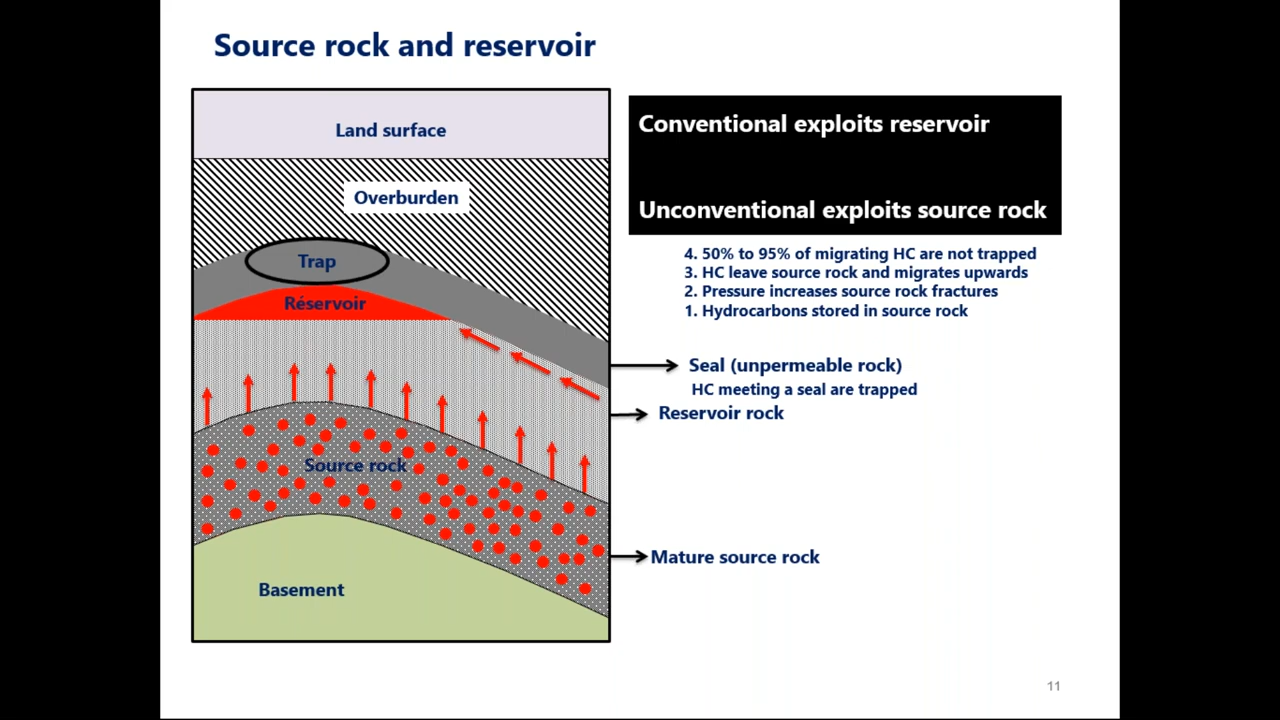 Source rock and reservoir
Land surface
Overburden
Trap
Réservoir
Source rock
Basement
Conventional exploits reservoir
Unconventional exploits source rock
4. 50% to 95% of migrating HC are not trapped
3. HC leave source rock and migrates upwards
2. Pressure increases source rock fractures
1. Hydrocarbons stored in source rock
Seal (unpermeable rock)
HC meeting a seal are trapped
Reservoir rock
Mature source rock
11